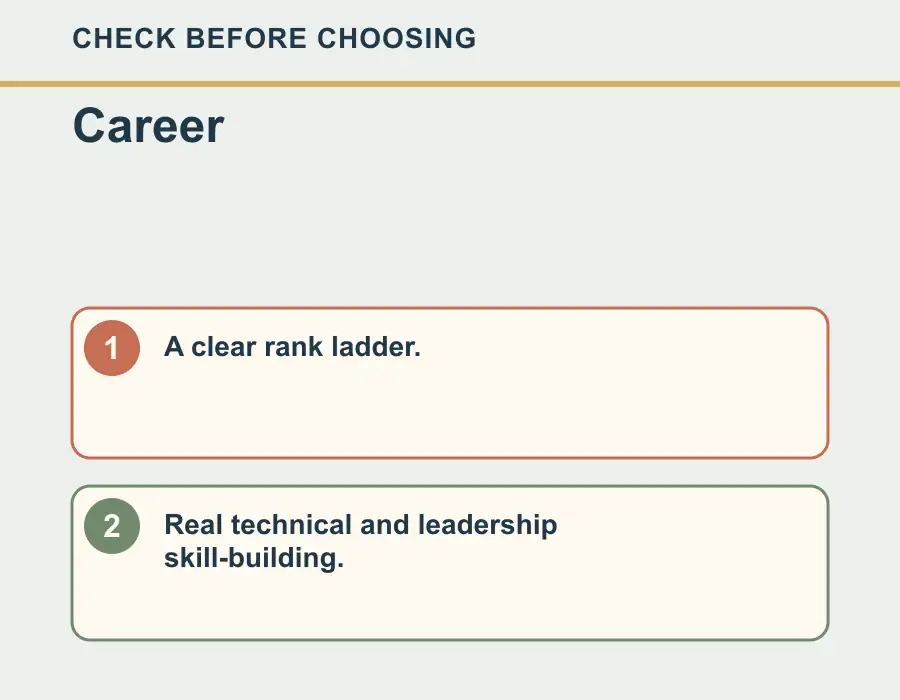 CHECK BEFORE CHOOSING
Career
1 A clear rank ladder.
2 Real technical and leadership
skill-building.